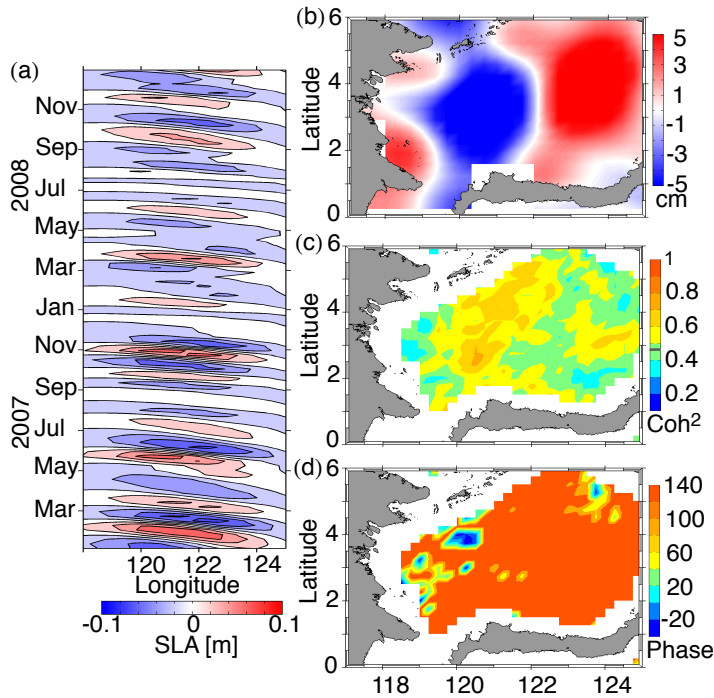 (a)
Nov
Sep
Jul
May
Mar
Jan
Nov
Sep
Jul
May
Mar
2008
2007
120 122 124
Longitude
-0.1 0 0.1
SLA [m]
(b)
6
4
2
0
Latitude
5
3
1
-1
-3
-5
cm
(c)
6
4
2
0
Latitude
1
0.8
0.6
0.4
0.2
Coh²
(d)
6
4
2
0
Latitude
140
100
60
20
-20
Phase
118 120 122 124